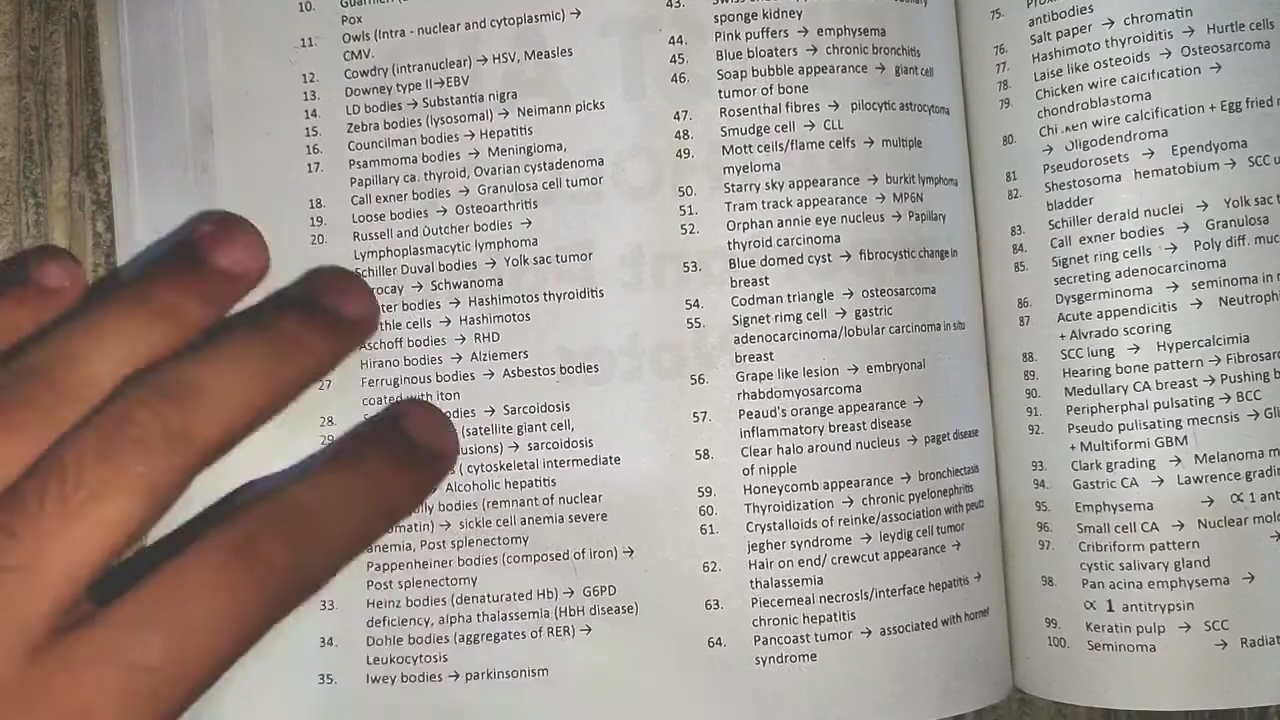 10.
Pox
11. Owls (Intra - nuclear and cytoplasmic) →
CMV.
12. Cowdry (intranuclear) → HSV, Measles
13. Downey type II→EBV
14. LD bodies → Substantia nigra
15. Zebra bodies (lysosomal) → Neimann picks
16. Councilman bodies → Hepatitis
17. Psammoma bodies → Meningioma,
Papillary ca. thyroid, Ovarian cystadenoma
18. Call exner bodies → Granulosa cell tumor
19. Loose bodies → Osteoarthritis
20. Russell and Dutcher bodies →
Lymphoplasmacytic lymphoma
Schiller Duval bodies → Yolk sac tumor
→ Schwanoma
bodies → Hashimotos thyroiditis
cells → Hashimotos
Aschoff bodies → RHD
Hirano bodies → Alziemers
27 Ferruginous bodies → Asbestos bodies
coated with iton
28. → Sarcoidosis
29 (satellite giant cell,
→ sarcoidosis
( cytoskeletal intermediate
Alcoholic hepatitis
bodies (remnant of nuclear
→ sickle cell anemia severe
anemia, Post splenectomy
Pappenheiner bodies (composed of iron) →
Post splenectomy
33. Heinz bodies (denaturated Hb) → G6PD
deficiency, alpha thalassemia (HbH disease)
34. Dohle bodies (aggregates of RER) →
Leukocytosis
35. lwey bodies → parkinsonism
43.
sponge kidney
44. Pink puffers → emphysema
45. Blue bloaters → chronic bronchitis
46. Soap bubble appearance → giant cell
tumor of bone
47. Rosenthal fibres → pilocytic astrocytoma
48. Smudge cell → CLL
49. Mott cells/flame celfs → multiple
myeloma
50. Starry sky appearance → burkit lymphoma
51. Tram track appearance → MP6N
52. Orphan annie eye nucleus → Papillary
thyroid carcinoma
53. Blue domed cyst → fibrocystic change in
breast
54. Codman triangle → osteosarcoma
55. Signet rimg cell → gastric
adenocarcinoma/lobular carcinoma in situ
breast
56. Grape like lesion → embryonal
rhabdomyosarcoma
57. Peaud's orange appearance →
inflammatory breast disease
58. Clear halo around nucleus → paget disease
of nipple
59. Honeycomb appearance → bronchiectasis
60. Thyroidization → chronic pyelonephritis
61. Crystalloids of reinke/association with peutz
jegher syndrome → leydig cell tumor
62. Hair on end/ crewcut appearance →
thalassemia
63. Piecemeal necrosls/interface hepatitis →
chronic hepatitis
64. Pancoast tumor → associated with horner
syndrome
75.
antibodies
76. Salt paper → chromatin
77. Hashimoto thyroiditis → Hurtle cells
78. Laise like osteoids → Osteosarcoma
79. Chicken wire calcification →
chondroblastoma
80. wire calcification + Egg fried
→ Oligodendroma
81 Pseudorosets → Ependyoma
82. Shestosoma hematobium → SCC
bladder
83. Schiller derald nuclei → Yolk sac
84. Call exner bodies → Granulosa
85. Signet ring cells → Poly diff.
secreting adenocarcinoma
86. Dysgerminoma → seminoma in
87 Acute appendicitis →
+ Alvrado scoring
88. SCC lung → Hypercalcimia
89. Hearing bone pattern →
90. Medullary CA breast → Pushing
91. Peripherphal pulsating → BCC
92. Pseudo pulisating mecnsis →
+ Multiformi GBM
93. Clark grading → Melanoma
94. Gastric CA → Lawrence
95. Emphysema → ∝ 1
96. Small cell CA → Nuclear
97. Cribriform pattern →
cystic salivary gland
98. Pan acina emphysema →
∝ 1 antitrypsin
99. Keratin pulp → SCC
100. Seminoma →